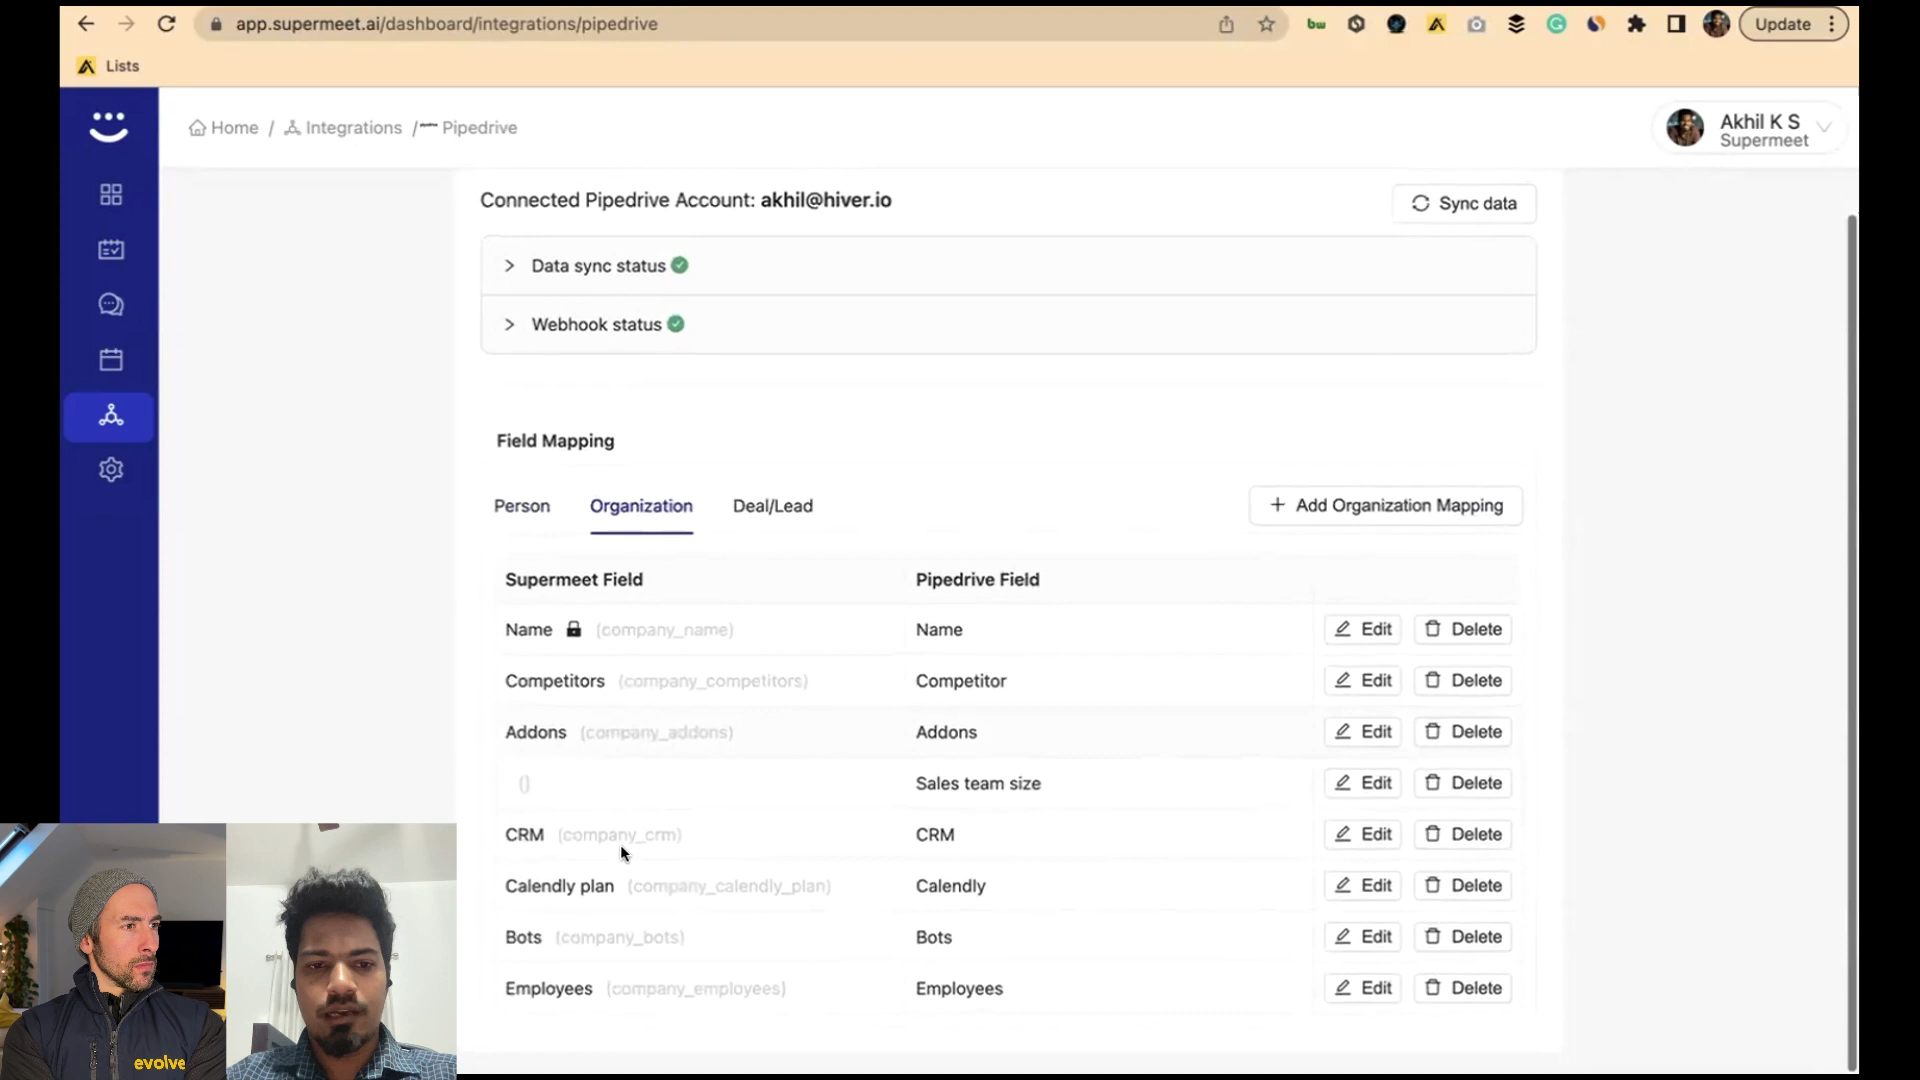 app.supermeet.ai/dashboard/integrations/pipedrive
bw
Update
Lists
Home / Integrations / Pipedrive
Akhil K S
Supermeet
Connected Pipedrive Account: akhil@hiver.io
Sync data
Data sync status
Webhook status
Field Mapping
Person Organization Deal/Lead
+ Add Organization Mapping
Supermeet Field Pipedrive Field
Name (company_name) Name Edit Delete
Competitors (company_competitors) Competitor Edit Delete
Addons (company_addons) Addons Edit Delete
() Sales team size Edit Delete
CRM (company_crm) CRM Edit Delete
Calendly plan (company_calendly_plan) Calendly Edit Delete
Bots (company_bots) Bots Edit Delete
Employees (company_employees) Employees Edit Delete
evolve